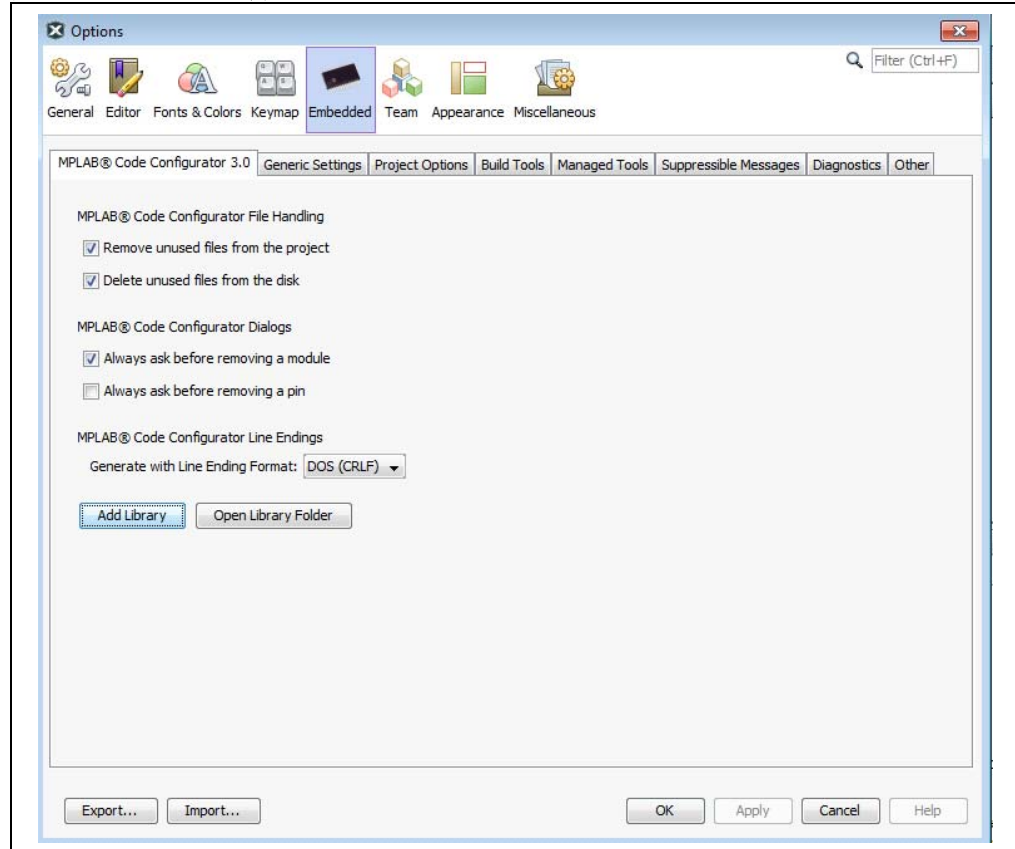 Options
Filter (Ctrl+F)
General Editor Fonts & Colors Keymap Embedded Team Appearance Miscellaneous
MPLAB® Code Configurator 3.0 Generic Settings Project Options Build Tools Managed Tools Suppressible Messages Diagnostics Other
MPLAB® Code Configurator File Handling
Remove unused files from the project
Delete unused files from the disk
MPLAB® Code Configurator Dialogs
Always ask before removing a module
Always ask before removing a pin
MPLAB® Code Configurator Line Endings
Generate with Line Ending Format: DOS (CRLF)
Add Library Open Library Folder
Export... Import... OK Apply Cancel Help